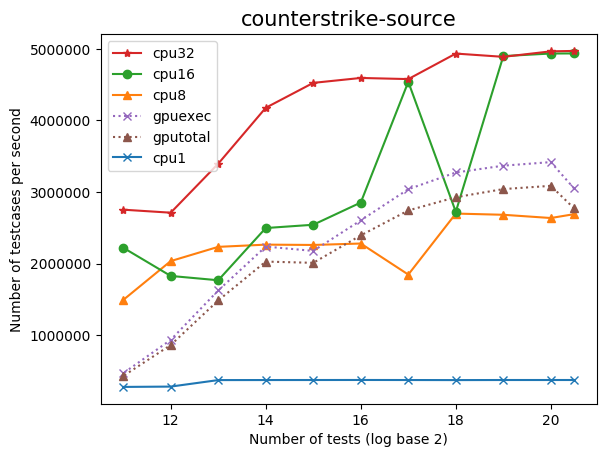 counterstrike-source
cpu32
cpu16
cpu8
gpuexec
gputotal
cpu1
Number of testcases per second
5000000
4000000
3000000
2000000
1000000
12
14
16
18
20
Number of tests (log base 2)